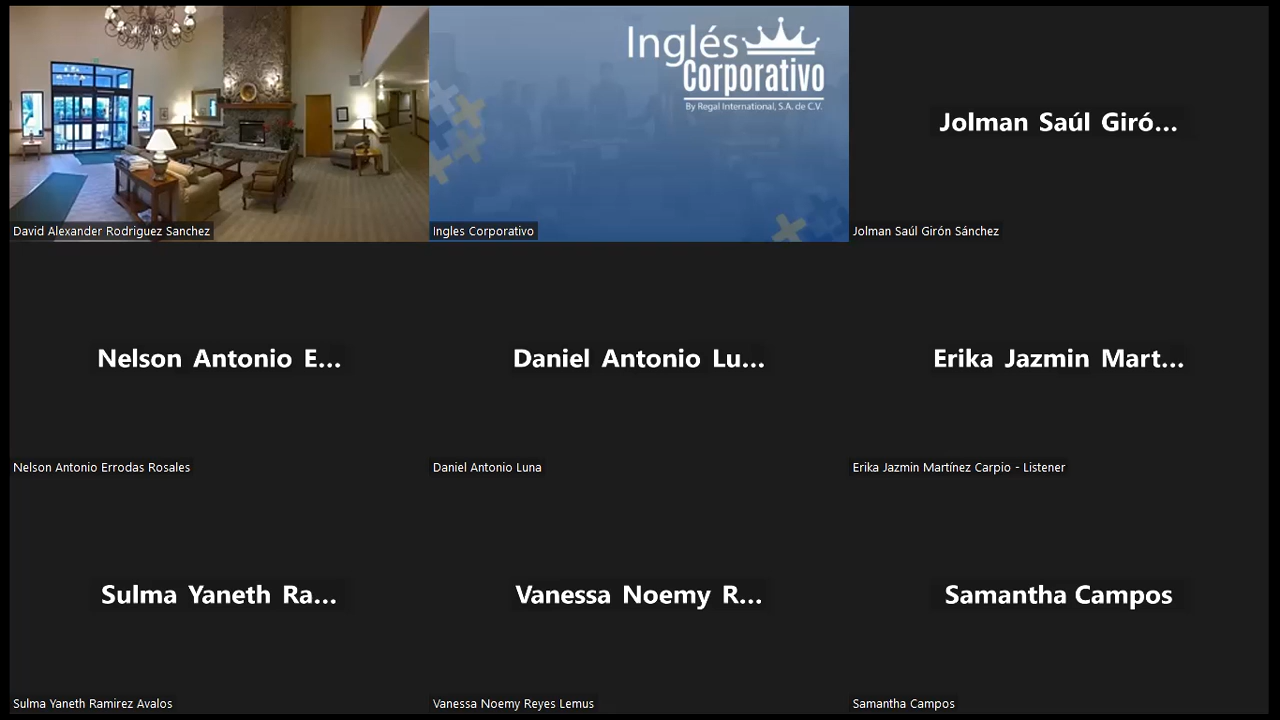 Inglés
Corporativo
By Regal International, S.A. de C.V.
David Alexander Rodriguez Sanchez
Ingles Corporativo
Jolman Saúl Giró...
Jolman Saúl Girón Sánchez
Nelson Antonio E...
Nelson Antonio Errodas Rosales
Daniel Antonio Lu...
Daniel Antonio Luna
Erika Jazmin Mart...
Erika Jazmin Martínez Carpio - Listener
Sulma Yaneth Ra...
Sulma Yaneth Ramirez Avalos
Vanessa Noemy R...
Vanessa Noemy Reyes Lemus
Samantha Campos
Samantha Campos